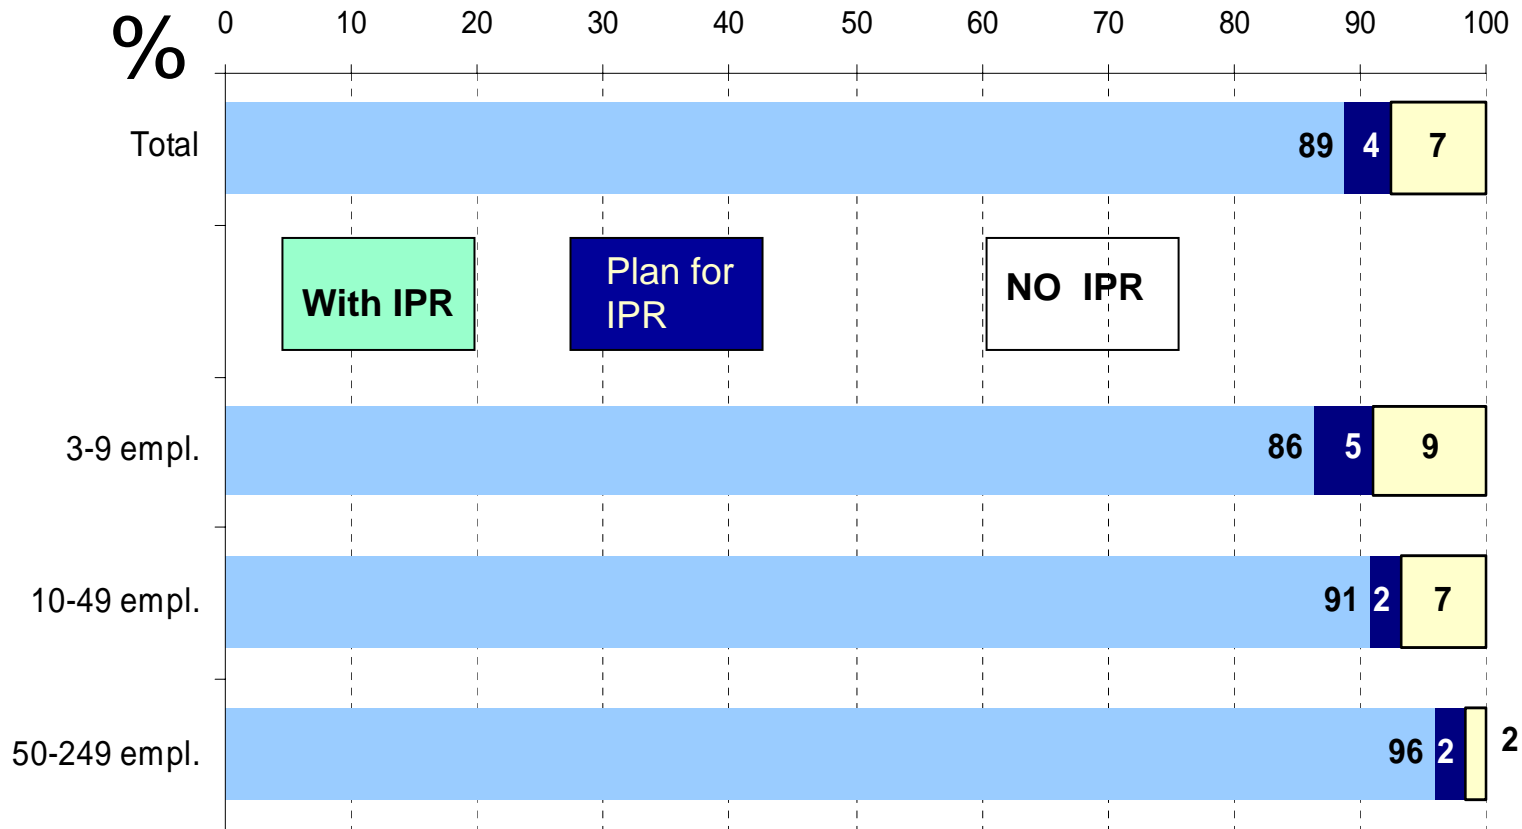 %
0 10 20 30 40 50 60 70 80 90 100
Total 89 4 7
With IPR
Plan for
IPR
NO IPR
3-9 empl. 86 5 9
10-49 empl. 91 2 7
50-249 empl. 96 2 2